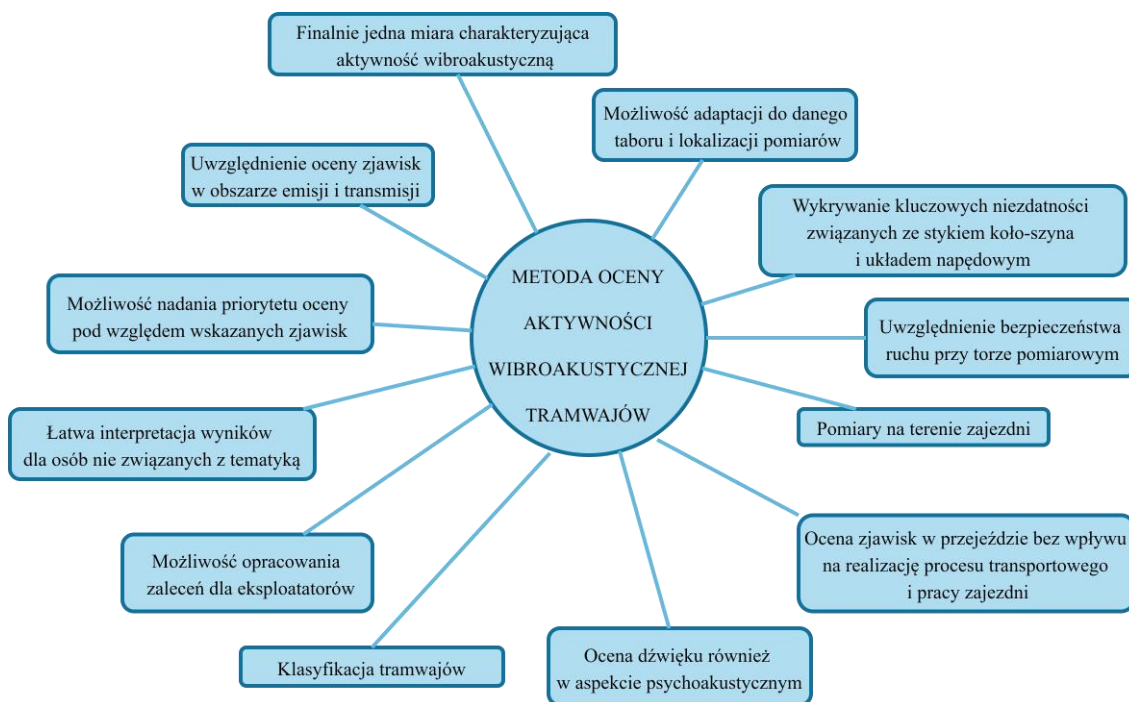 Finalnie jedna miara charakteryzująca
aktywność wibroakustyczną
Możliwość adaptacji do danego
taboru i lokalizacji pomiarów
Uwzględnienie oceny zjawisk
w obszarze emisji i transmisji
Wykrywanie kluczowych niezdatności
związanych ze stykiem koło-szyna
i układem napędowym
METODA OCENY
AKTYWNOŚCI
WIBROAKUSTYCZNEJ
TRAMWAJÓW
Możliwość nadania priorytetu oceny
pod względem wskazanych zjawisk
Uwzględnienie bezpieczeństwa
ruchu przy torze pomiarowym
Łatwa interpretacja wyników
dla osób nie związanych z tematyką
Pomiary na terenie zajezdni
Możliwość opracowania
zaleceń dla eksploatatorów
Ocena zjawisk w przejeździe bez wpływu
na realizację procesu transportowego
i pracy zajezdni
Klasyfikacja tramwajów
Ocena dźwięku również
w aspekcie psychoakustycznym